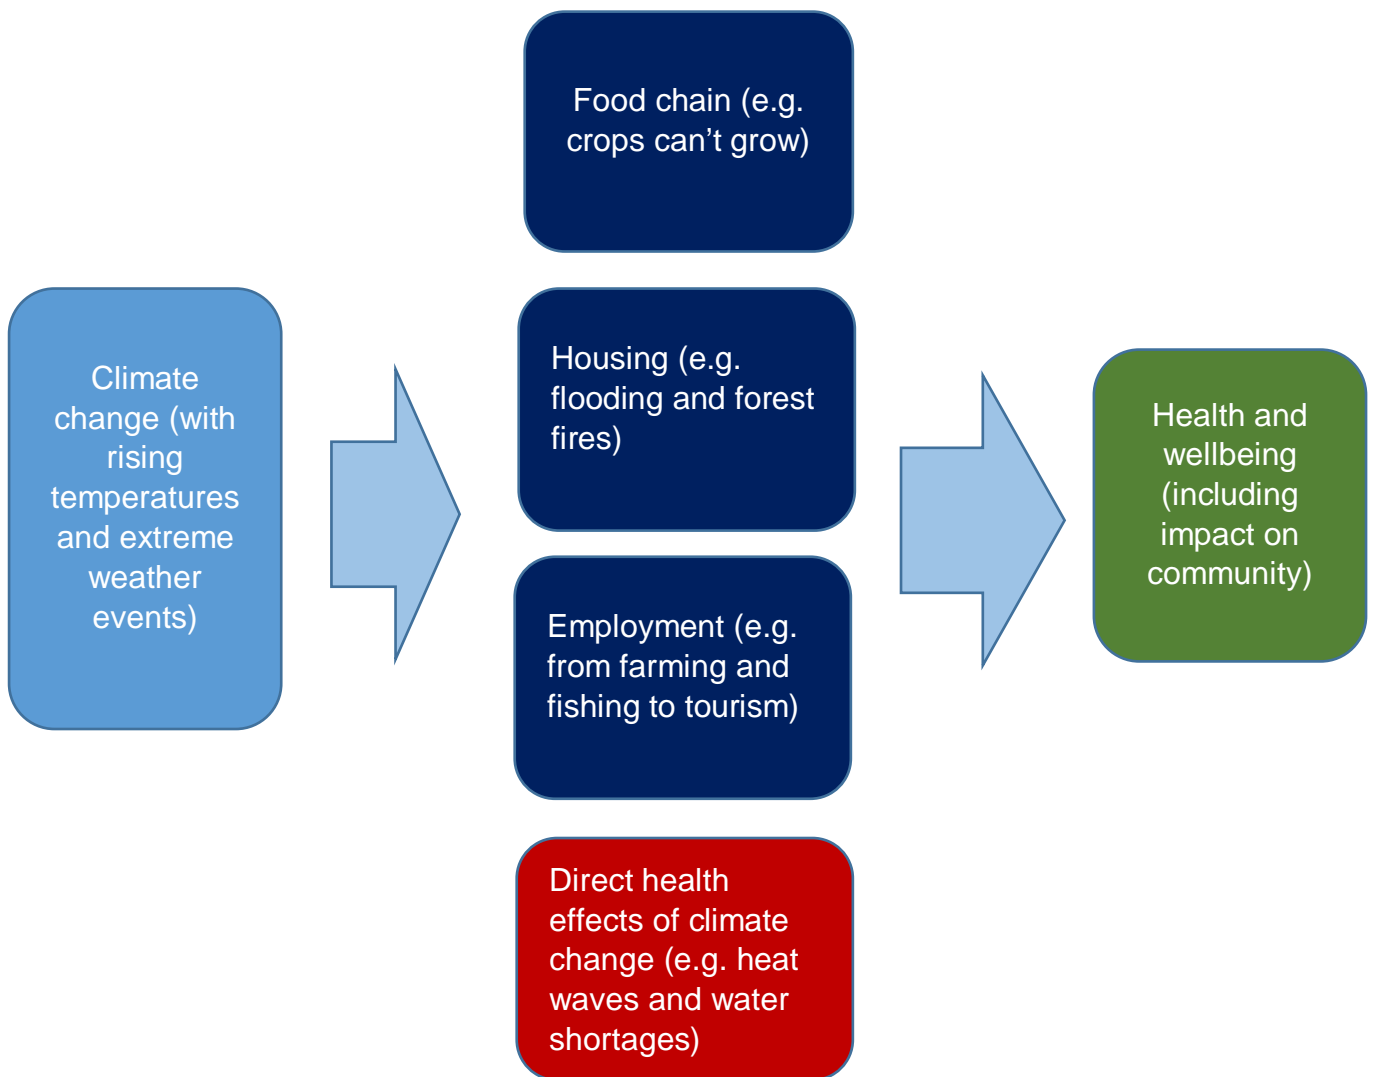 Food chain (e.g.
crops can’t grow)
Climate
change (with
rising
temperatures
and extreme
weather
events)
Housing (e.g.
flooding and forest
fires)
Employment (e.g.
from farming and
fishing to tourism)
Direct health
effects of climate
change (e.g. heat
waves and water
shortages)
Health and
wellbeing
(including
impact on
community)